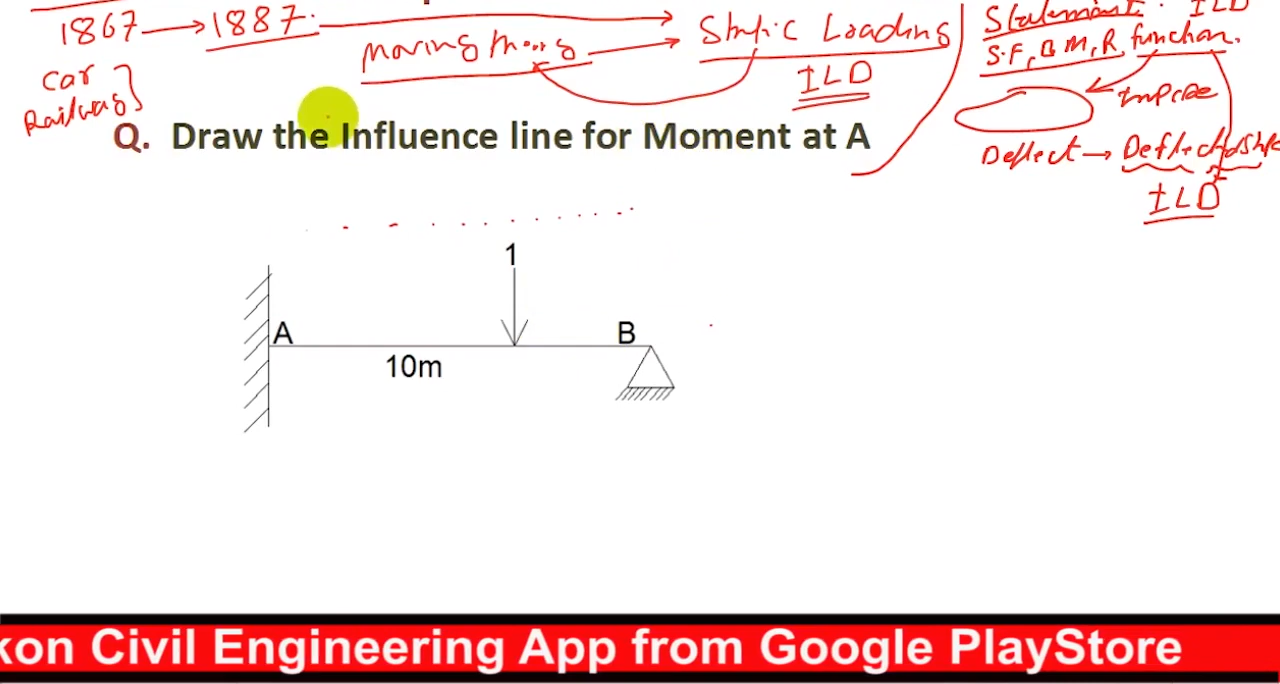 1867 → 1887
Moving
→ Static Loading
ILD
Car
Railways
Statement: ILD
S.F, B.M, R, function.
Impose
Deflect → Deflected Shape
ILD
Q. Draw the Influence line for Moment at A
1
A
B
10m
kon Civil Engineering App from Google PlayStore